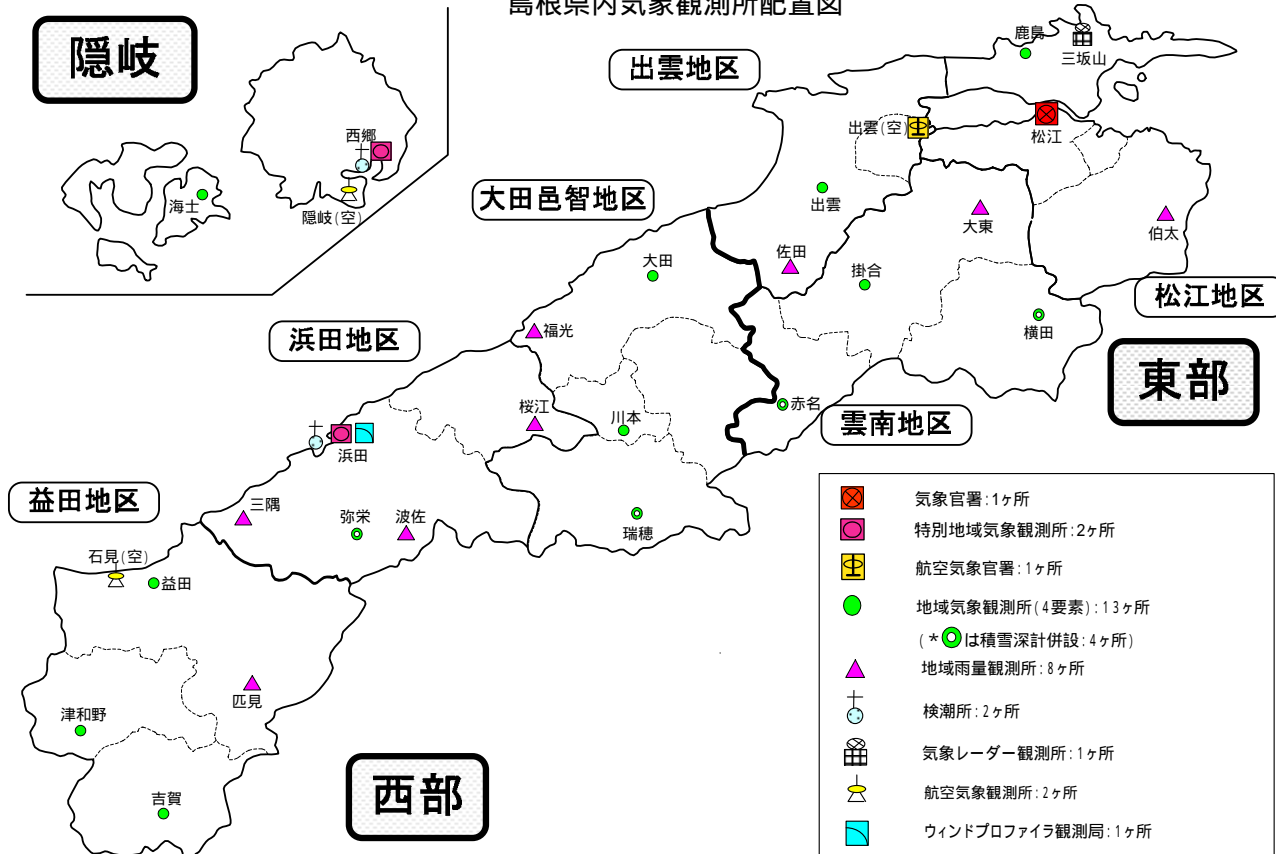 島根県内気象観測所配置図
隠岐
西郷
海士
隠岐(空)
出雲地区
鹿島
三坂山
出雲(空)
松江
大田邑智地区
出雲
大東
伯太
佐田
掛合
大田
松江地区
横田
東部
浜田地区
福光
桜江
川本
赤名
雲南地区
浜田
益田地区
三隅
弥栄
波佐
瑞穂
石見(空)
益田
匹見
津和野
吉賀
西部
気象官署:1ヶ所
特別地域気象観測所:2ヶ所
航空気象官署:1ヶ所
地域気象観測所(4要素):13ヶ所
(*は積雪深計併設:4ヶ所)
地域雨量観測所:8ヶ所
検潮所:2ヶ所
気象レーダー観測所:1ヶ所
航空気象観測所:2ヶ所
ウィンドプロファイラ観測局:1ヶ所